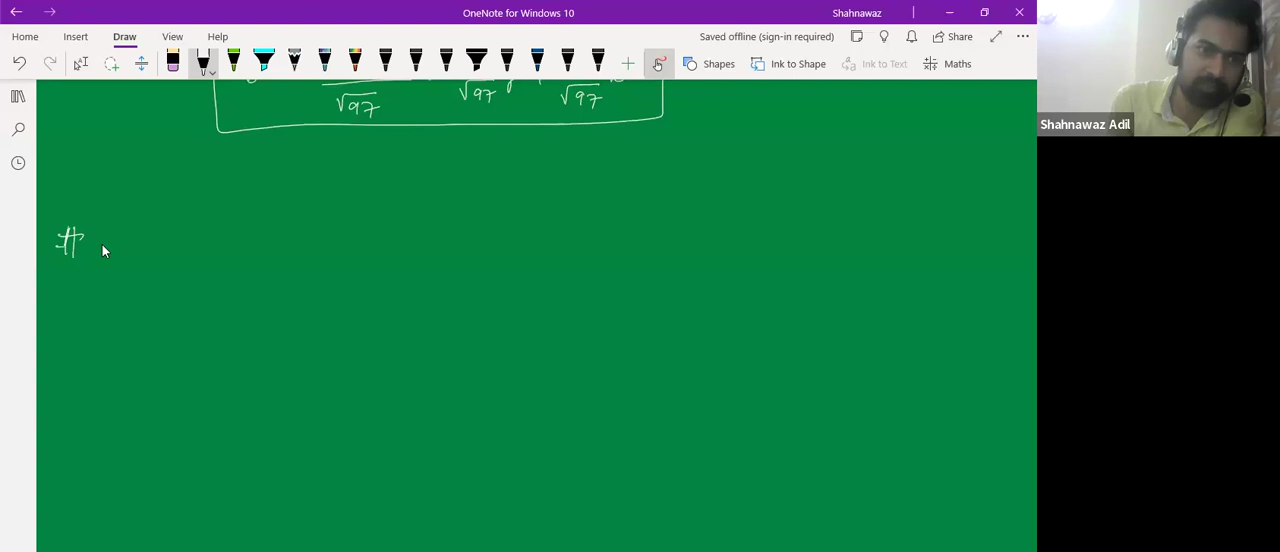 OneNote for Windows 10
Shahnawaz
Home Insert Draw View Help
Saved offline (sign-in required) Share
Shapes Ink to Shape Ink to Text Maths
√97 √97 √97
#
Shahnawaz Adil